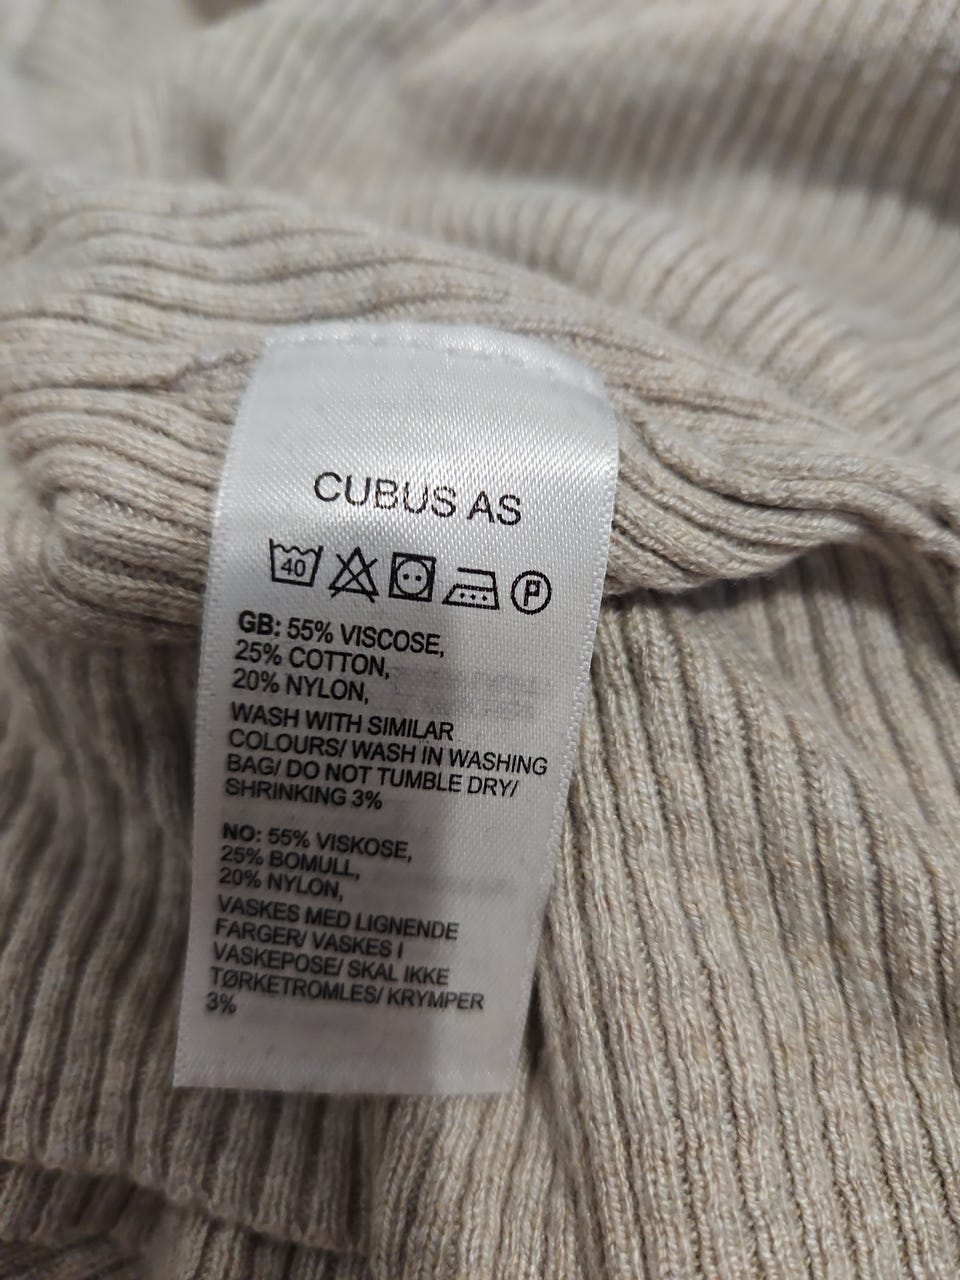 CUBUS AS
40 P
GB: 55% VISCOSE,
25% COTTON,
20% NYLON,
WASH WITH SIMILAR
COLOURS/ WASH IN WASHING
BAG/ DO NOT TUMBLE DRY/
SHRINKING 3%
NO: 55% VISKOSE,
25% BOMULL,
20% NYLON,
VASKES MED LIGNENDE
FARGER/ VASKES I
VASKEPOSE/ SKAL IKKE
TØRKETROMLES/ KRYMPER
3%